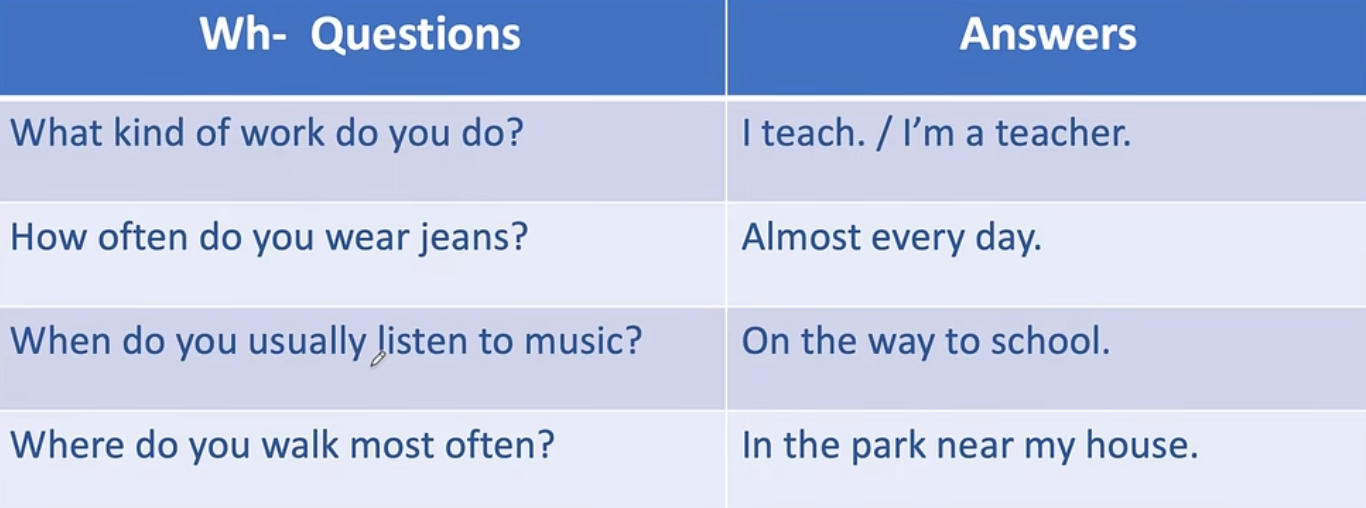 Wh-  Questions
Answers
What kind of work do you do?
I teach. / I'm a teacher.
How often do you wear jeans?
Almost every day.
When do you usually listen to music?
On the way to school.
Where do you walk most often?
In the park near my house.